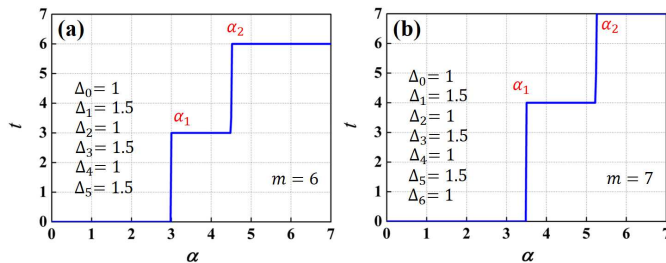 (a)
7
6
5
4
3
2
1
0
t
α₂
α₁
Δ₀= 1
Δ₁= 1.5
Δ₂= 1
Δ₃= 1.5
Δ₄= 1
Δ₅= 1.5
m = 6
0 1 2 3 4 5 6 7
α
(b)
7
6
5
4
3
2
1
0
t
α₂
α₁
Δ₀= 1
Δ₁= 1.5
Δ₂= 1
Δ₃= 1.5
Δ₄= 1
Δ₅= 1.5
Δ₆= 1
m = 7
0 1 2 3 4 5 6 7
α